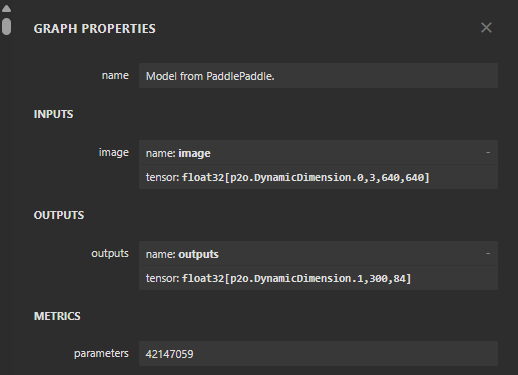 GRAPH PROPERTIES ×
name Model from PaddlePaddle.
INPUTS
image name: image -
tensor: float32[p2o.DynamicDimension.0,3,640,640]
OUTPUTS
outputs name: outputs -
tensor: float32[p2o.DynamicDimension.1,300,84]
METRICS
parameters 42147059